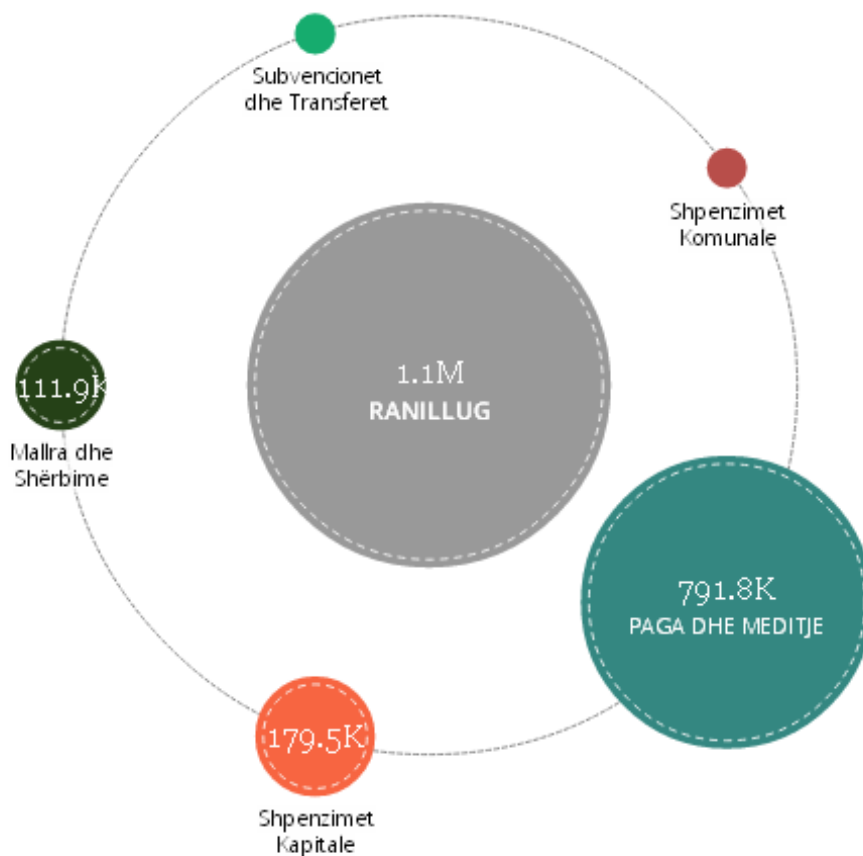 Subvencionet
dhe Transferet
Shpenzimet
Komunale
1.1M
RANILLUG
111.9K
Mallra dhe
Shërbime
791.8K
PAGA DHE MEDITJE
179.5K
Shpenzimet
Kapitale